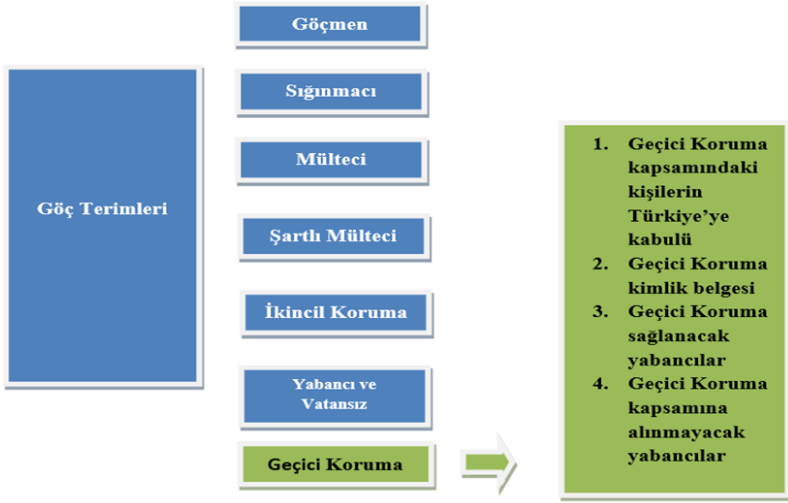 Göç Terimleri
Göçmen
Sığınmacı
Mülteci
Şartlı Mülteci
İkincil Koruma
Yabancı ve
Vatansız
Geçici Koruma
1. Geçici Koruma
kapsamındaki
kişilerin
Türkiye’ye
kabulü
2. Geçici Koruma
kimlik belgesi
3. Geçici Koruma
sağlanacak
yabancılar
4. Geçici Koruma
kapsamına
alınmayacak
yabancılar